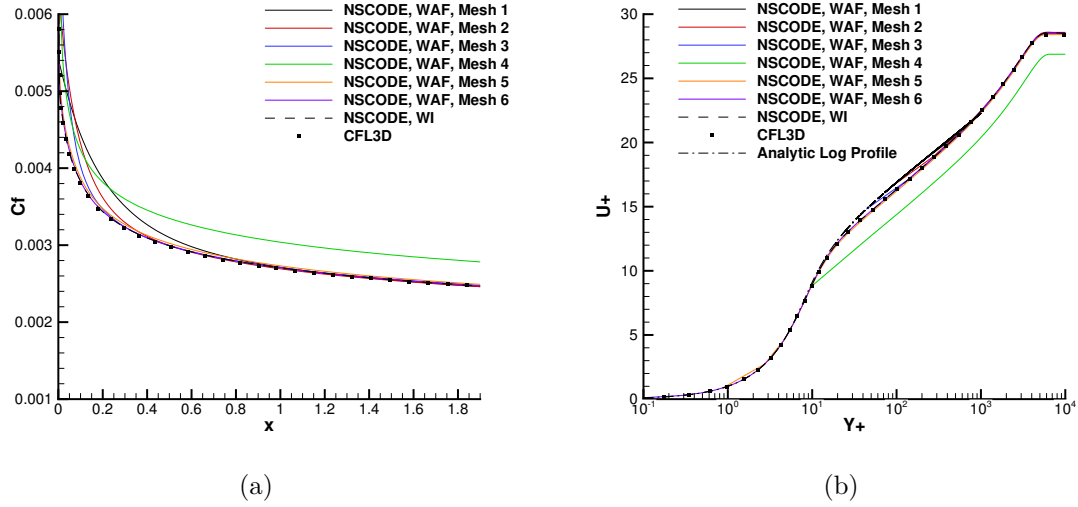 NSCODE, WAF, Mesh 1
NSCODE, WAF, Mesh 2
NSCODE, WAF, Mesh 3
NSCODE, WAF, Mesh 4
NSCODE, WAF, Mesh 5
NSCODE, WAF, Mesh 6
NSCODE, WI
CFL3D
0.006
0.005
0.004
0.003
0.002
0.001
Cf
0 0.2 0.4 0.6 0.8 1 1.2 1.4 1.6 1.8
x
(a)
NSCODE, WAF, Mesh 1
NSCODE, WAF, Mesh 2
NSCODE, WAF, Mesh 3
NSCODE, WAF, Mesh 4
NSCODE, WAF, Mesh 5
NSCODE, WAF, Mesh 6
NSCODE, WI
CFL3D
Analytic Log Profile
30
25
20
15
10
5
0
U+
10⁻¹ 10⁰ 10¹ 10² 10³ 10⁴
Y+
(b)